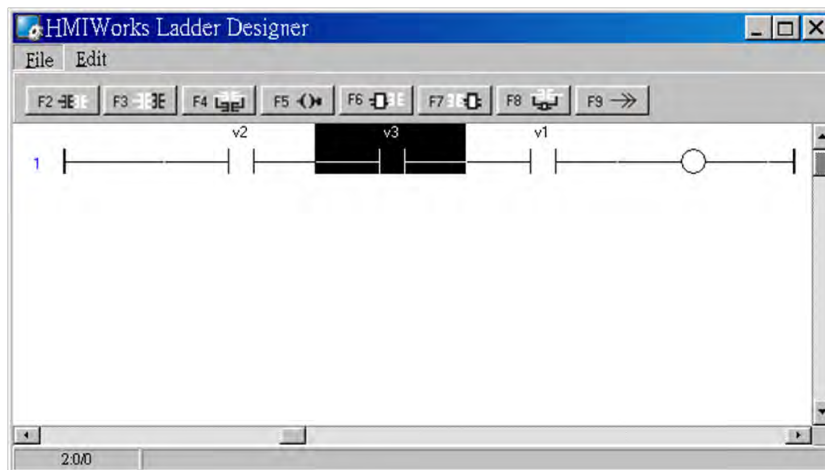 HMIWorks Ladder Designer
File Edit
F2 F3 F4 F5 F6 F7 F8 F9
v2 v3 v1
1
2:0/0